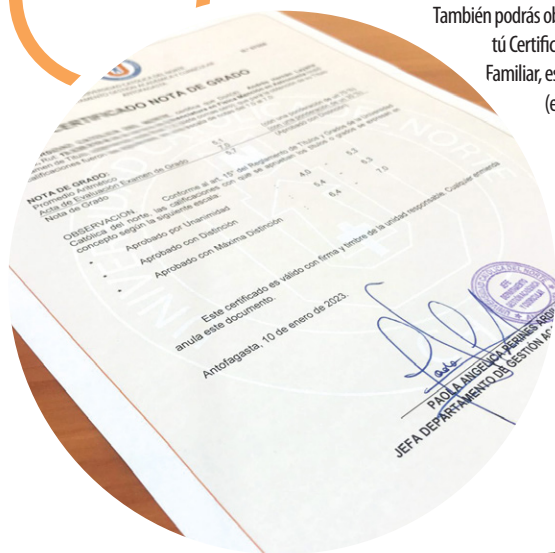 También podrás ob
tú Certific
Familiar, es
(e
UNIVERSIDAD CATÓLICA DEL NORTE
CERTIFICADO NOTA DE GRADO
NOTA DE GRADO:
Promedio Aritmético
Acta de Evaluación Examen de Grado
Nota de Grado
OBSERVACION. Conforme al art. 15° del Reglamento de Títulos y Grados de la Universidad
Católica del norte, las calificaciones con que se aprueban los títulos o grados se expresan en
concepto según la siguiente escala:
• Aprobado por Unanimidad 4,0 - 5,3
• Aprobado con Distinción 5,4 - 6,3
• Aprobado con Máxima Distinción 6,4 - 7,0
Este certificado es válido con firma y timbre de la unidad responsable. Cualquier enmienda
anula este documento.
Antofagasta, 10 de enero de 2023.
PAOLA ANGELICA PERINES
JEFA DEPARTAMENTO DE GESTIÓN